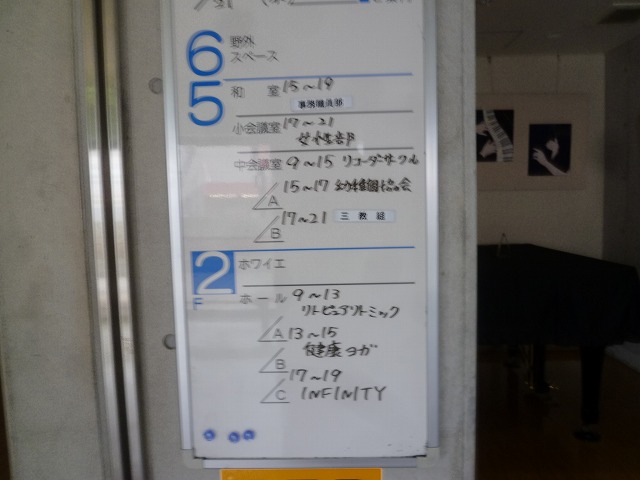 6 野外
スペース
5 和室 15〜19
事務職員部
小会議室 17〜21
女性部
中会議室 9〜15 リコーダサークル
A 15〜17 幼稚園協会
B 17〜21 三教組
2F ホワイエ
ホール 9〜13
リトピュアリトミック
A 13〜15
健康ヨガ
B 17〜19
C INFINITY